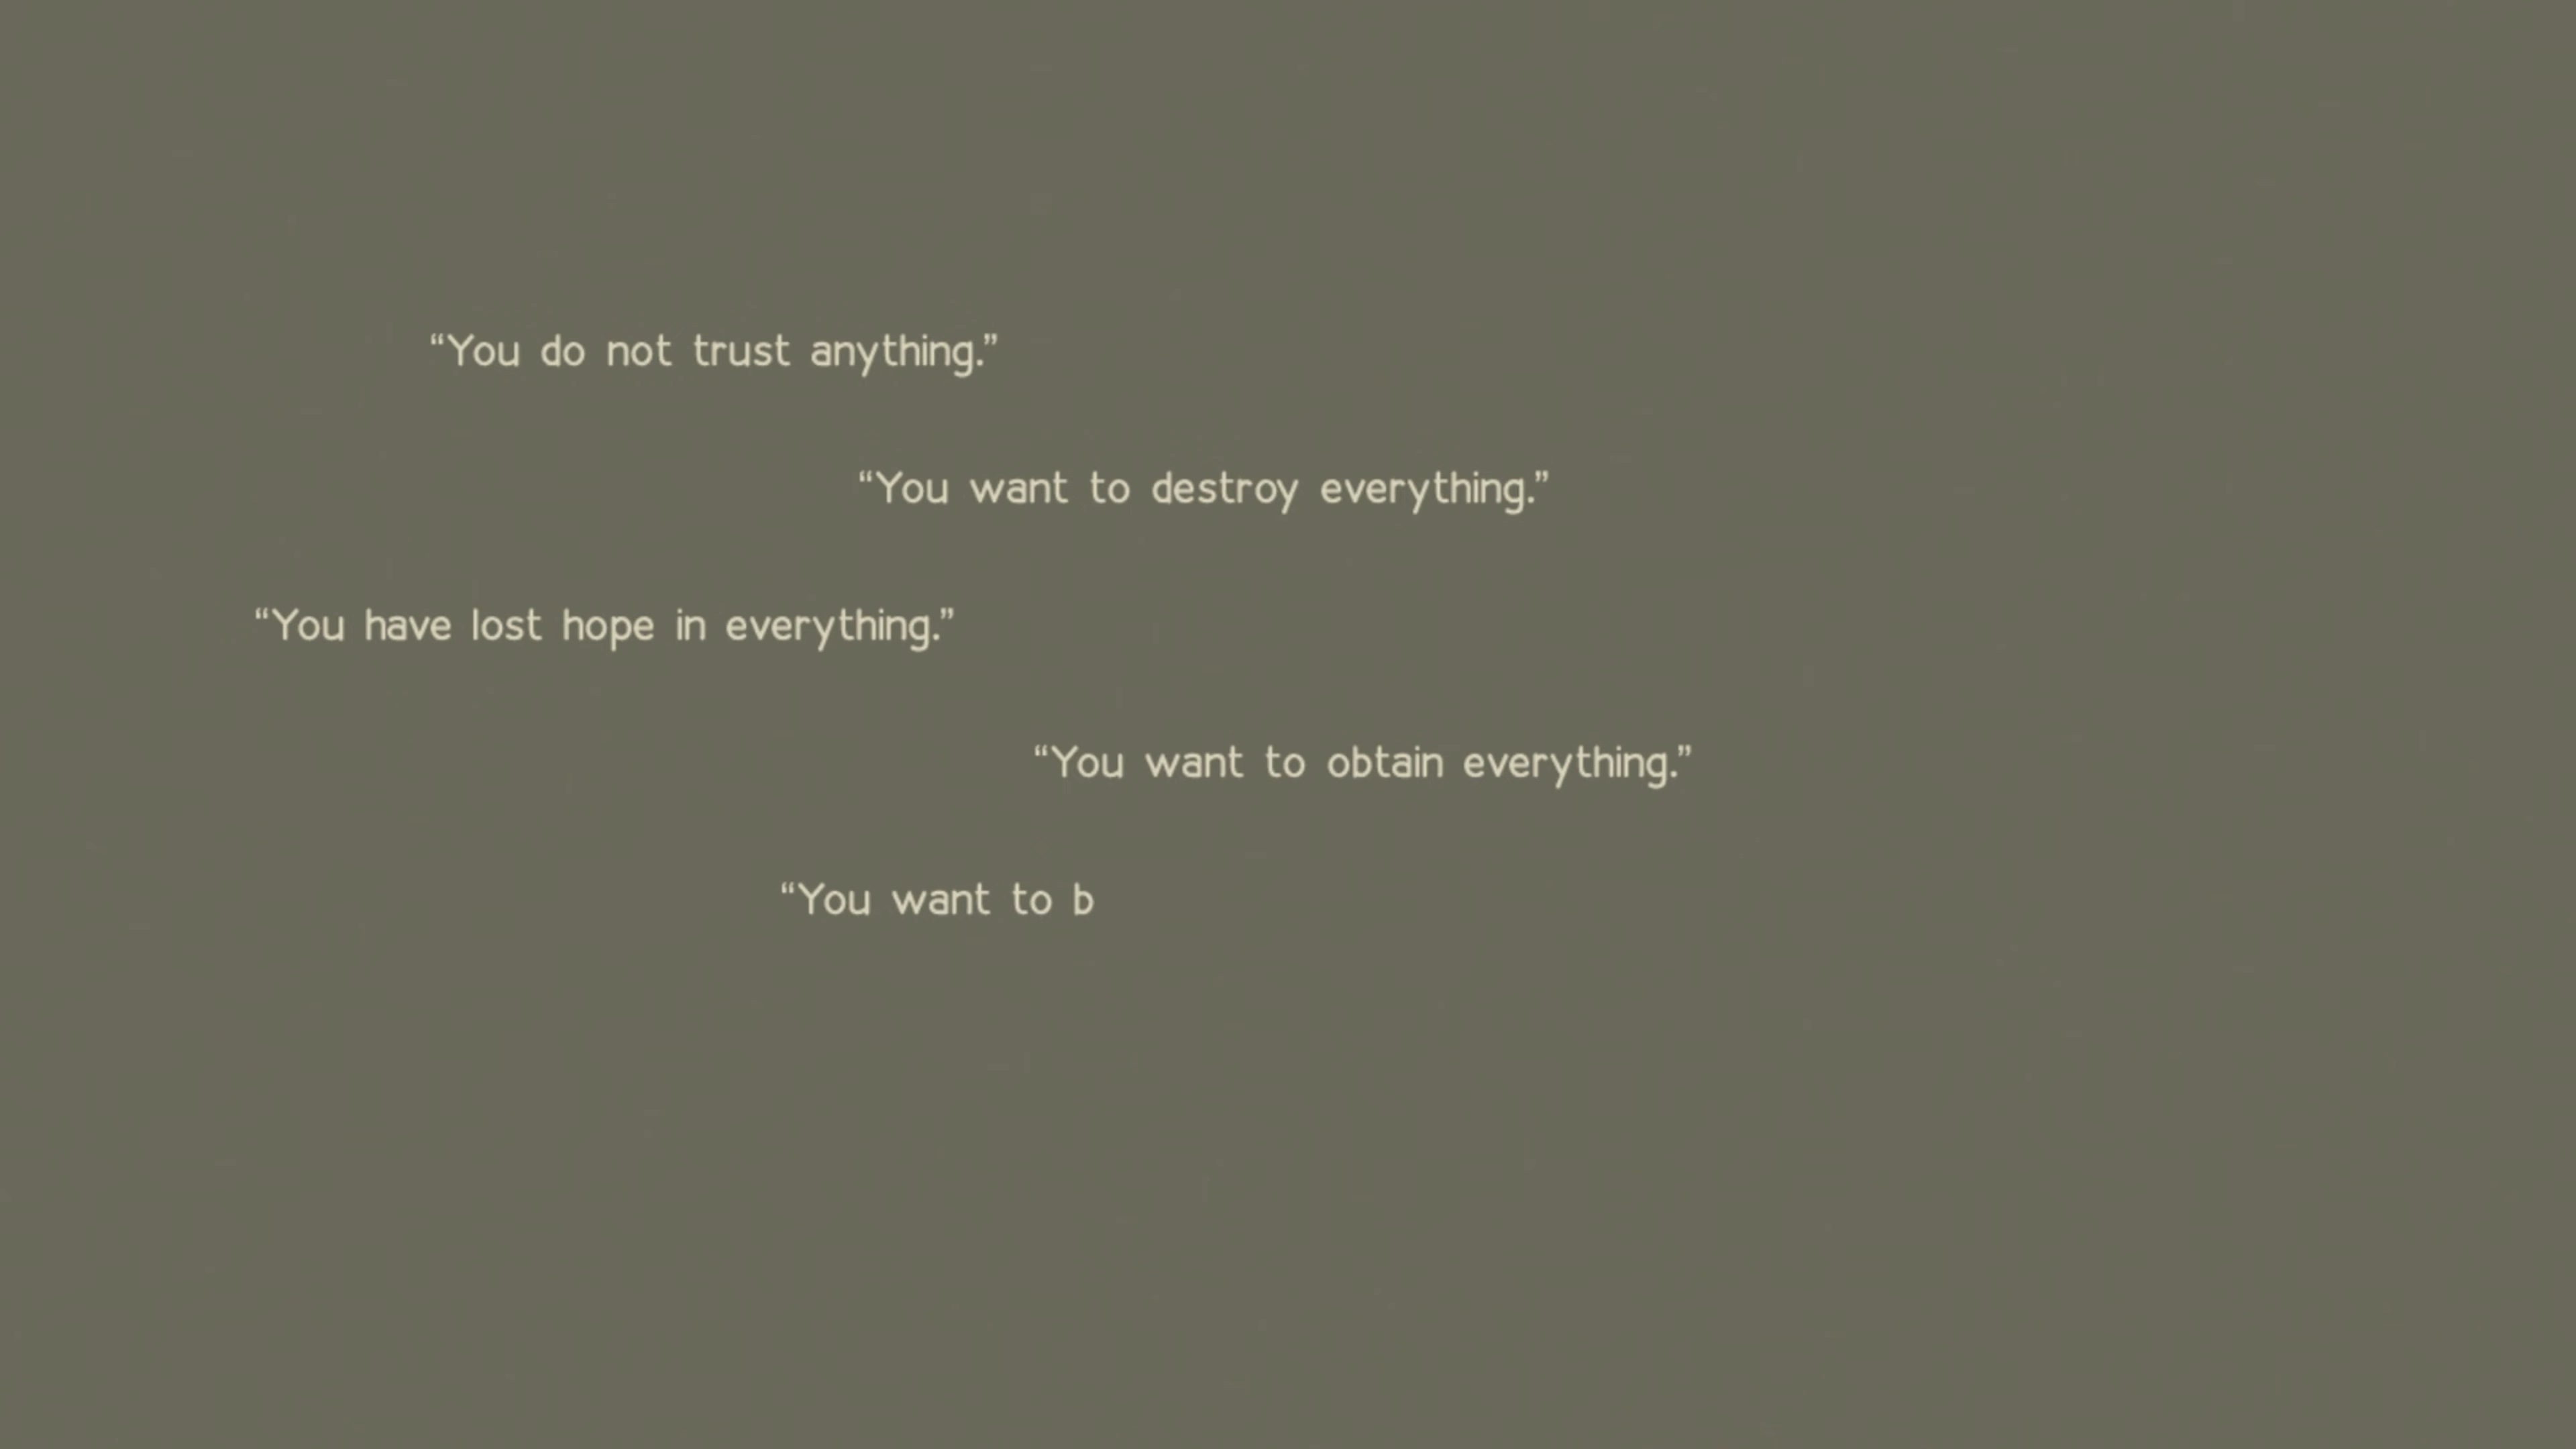 “You do not trust anything.”
“You want to destroy everything.”
“You have lost hope in everything.”
“You want to obtain everything.”
“You want to b